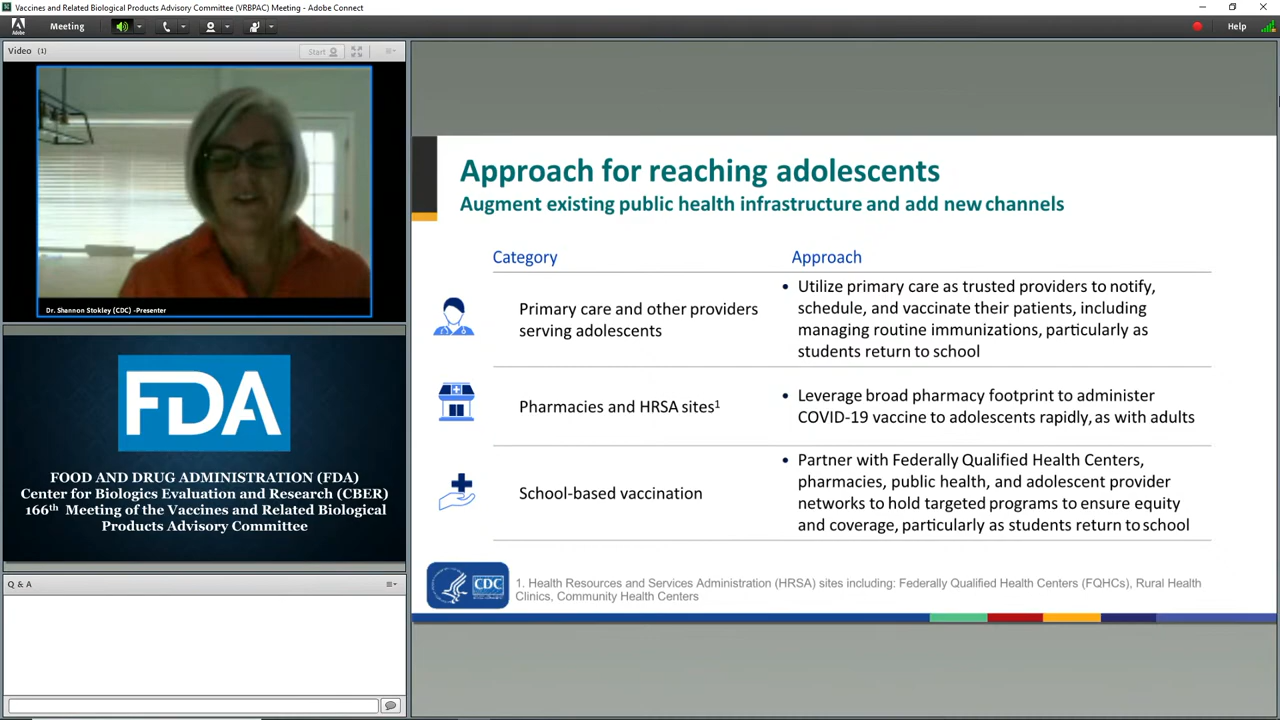 Vaccines and Related Biological Products Advisory Committee (VRBPAC) Meeting - Adobe Connect
Adobe
Meeting
Help
Video (1)
Start
Dr. Shannon Stokley (CDC) -Presenter
FDA
FOOD AND DRUG ADMINISTRATION (FDA)
Center for Biologics Evaluation and Research (CBER)
166th Meeting of the Vaccines and Related Biological
Products Advisory Committee
Q & A
Approach for reaching adolescents
Augment existing public health infrastructure and add new channels
Category
Approach
Primary care and other providers
serving adolescents
• Utilize primary care as trusted providers to notify,
schedule, and vaccinate their patients, including
managing routine immunizations, particularly as
students return to school
Pharmacies and HRSA sites1
• Leverage broad pharmacy footprint to administer
COVID-19 vaccine to adolescents rapidly, as with adults
School-based vaccination
• Partner with Federally Qualified Health Centers,
pharmacies, public health, and adolescent provider
networks to hold targeted programs to ensure equity
and coverage, particularly as students return to school
CDC
1. Health Resources and Services Administration (HRSA) sites including: Federally Qualified Health Centers (FQHCs), Rural Health
Clinics, Community Health Centers